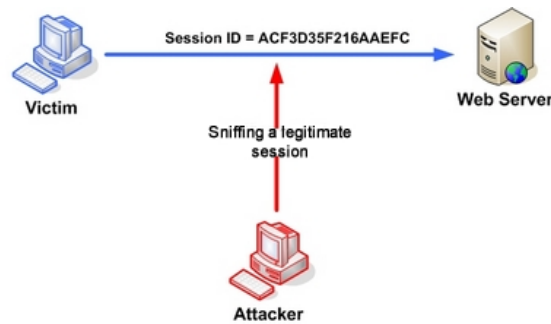 Session ID = ACF3D35F216AAEFC
Victim
Web Server
Sniffing a legitimate
session
Attacker